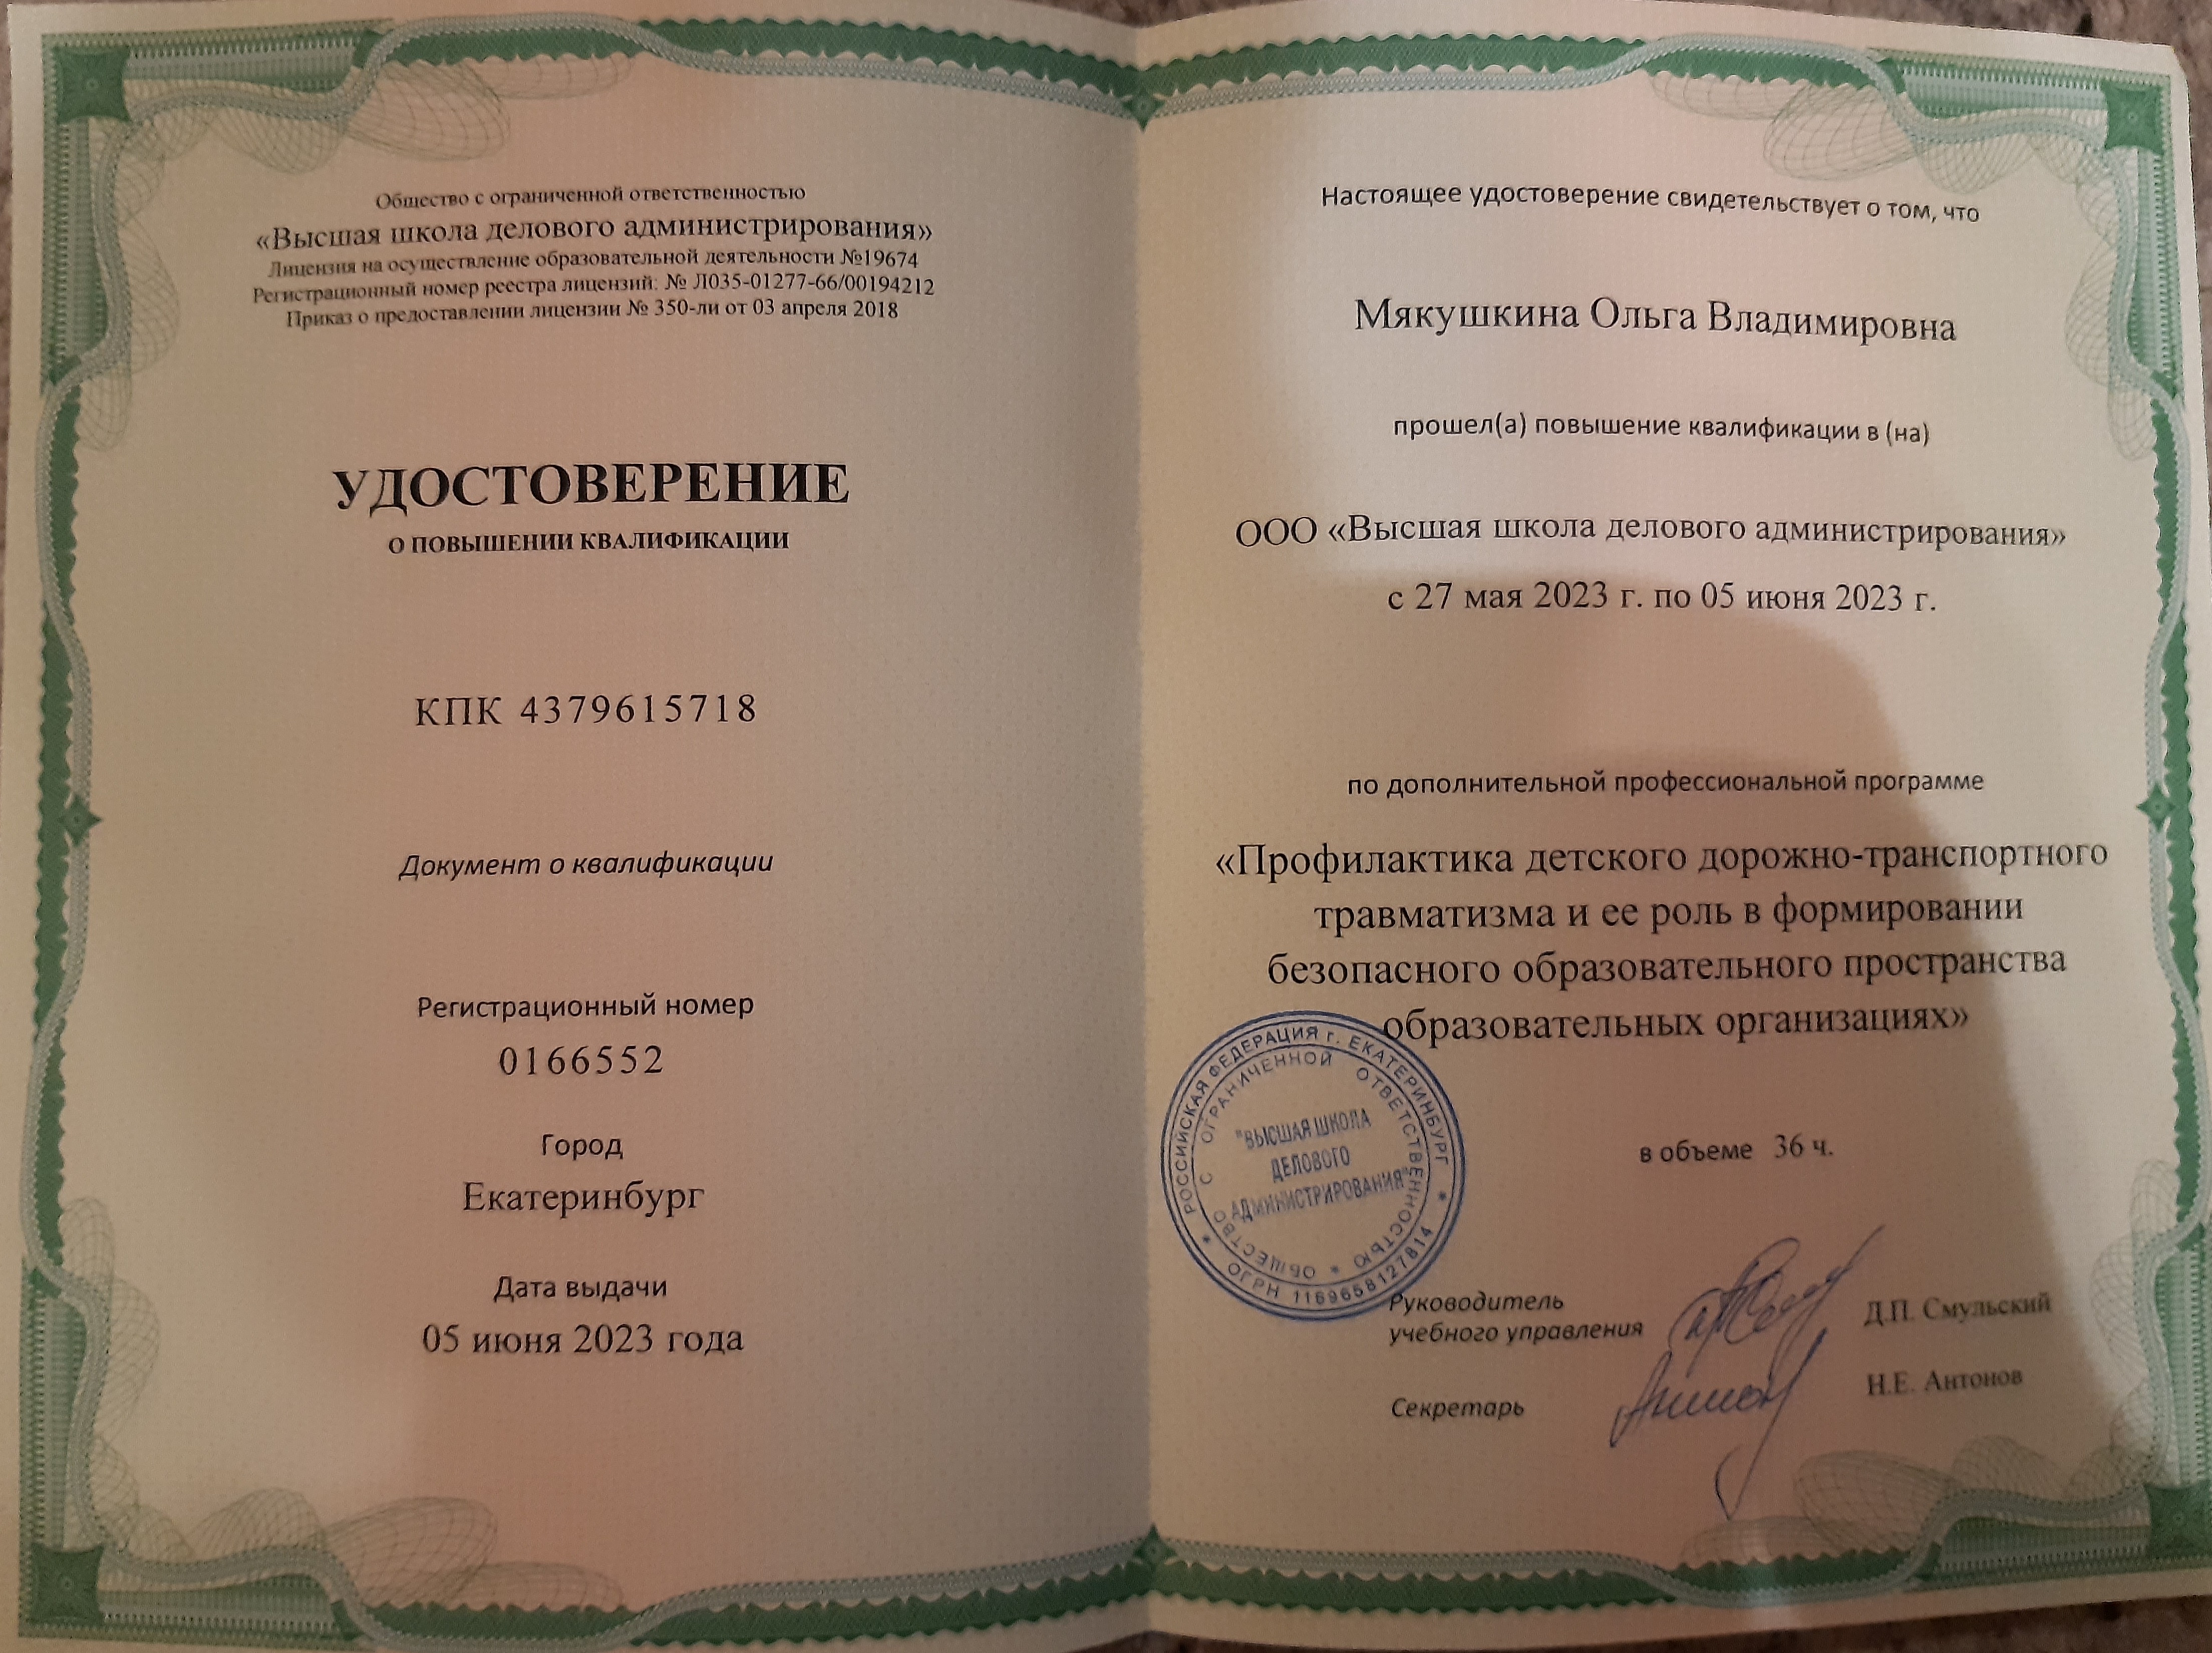 Общество с ограниченной ответственностью
«Высшая школа делового администрирования»
Лицензия на осуществление образовательной деятельности №19674
Регистрационный номер реестра лицензий: № Л035-01277-66/00194212
Приказ о предоставлении лицензии № 350-ли от 03 апреля 2018
УДОСТОВЕРЕНИЕ
О ПОВЫШЕНИИ КВАЛИФИКАЦИИ
КПК 4379615718
Документ о квалификации
Регистрационный номер
0166552
Город
Екатеринбург
Дата выдачи
05 июня 2023 года
Настоящее удостоверение свидетельствует о том, что
Мякушкина Ольга Владимировна
прошел(а) повышение квалификации в (на)
ООО «Высшая школа делового администрирования»
с 27 мая 2023 г. по 05 июня 2023 г.
по дополнительной профессиональной программе
«Профилактика детского дорожно-транспортного
травматизма и ее роль в формировании
безопасного образовательного пространства
образовательных организациях»
в объеме 36 ч.
РОССИЙСКАЯ ФЕДЕРАЦИЯ г. ЕКАТЕРИНБУРГ
ОГРН 1169658127814
ОБЩЕСТВО С ОГРАНИЧЕННОЙ ОТВЕТСТВЕННОСТЬЮ
"ВЫСШАЯ ШКОЛА
ДЕЛОВОГО
АДМИНИСТРИРОВАНИЯ"
Руководитель
учебного управления
Д.П. Смульский
Секретарь
Н.Е. Антонов